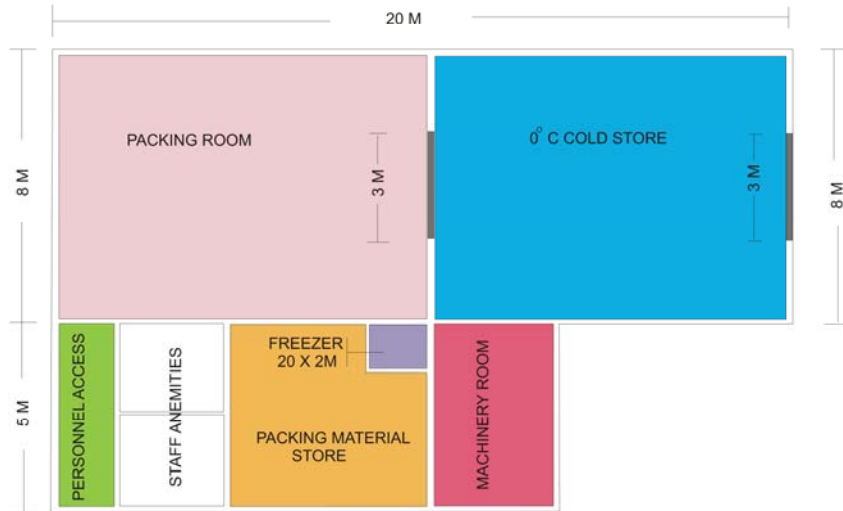 20 M
PACKING ROOM
0° C COLD STORE
8 M
3 M
3 M
8 M
PERSONNEL ACCESS
STAFF ANEMITIES
FREEZER
20 X 2M
PACKING MATERIAL
STORE
MACHINERY ROOM
5 M